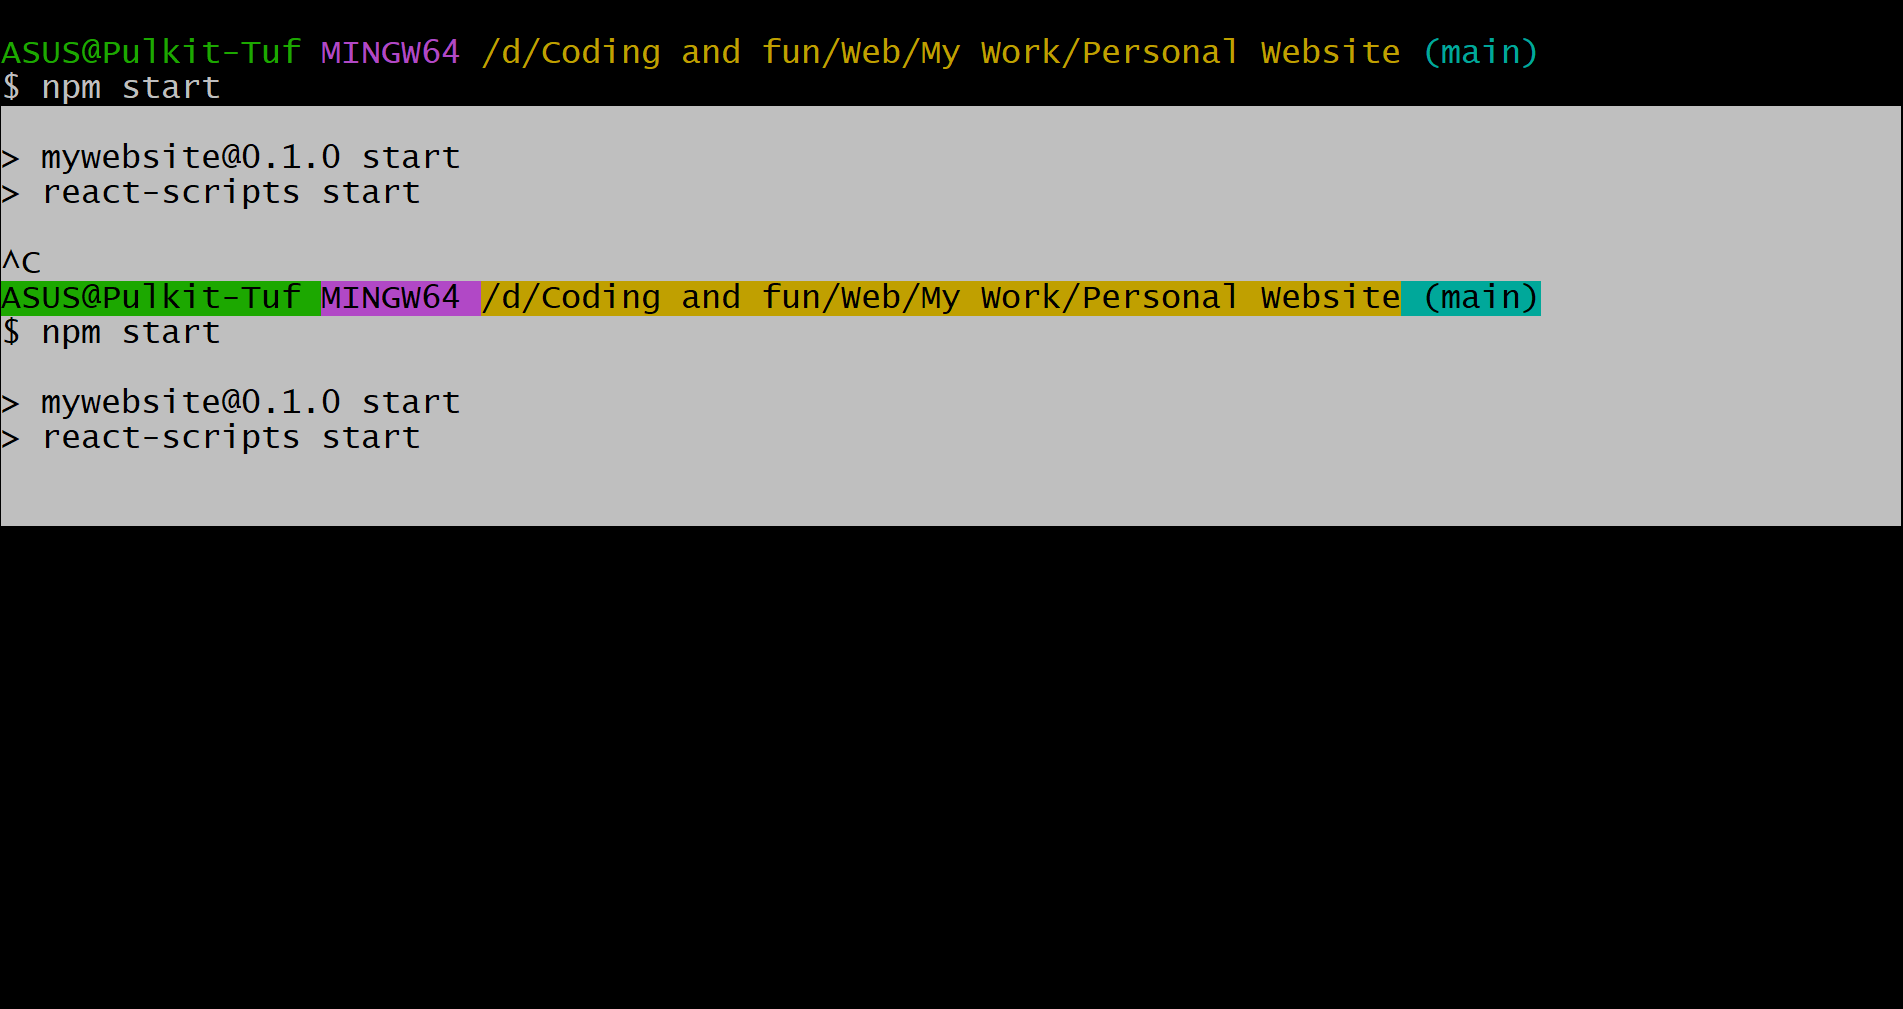 ASUS@Pulkit-Tuf MINGW64 /d/Coding and fun/Web/My Work/Personal Website (main)
$ npm start
> mywebsite@0.1.0 start
> react-scripts start
^C
ASUS@Pulkit-Tuf MINGW64 /d/Coding and fun/Web/My Work/Personal Website (main)
$ npm start
> mywebsite@0.1.0 start
> react-scripts start